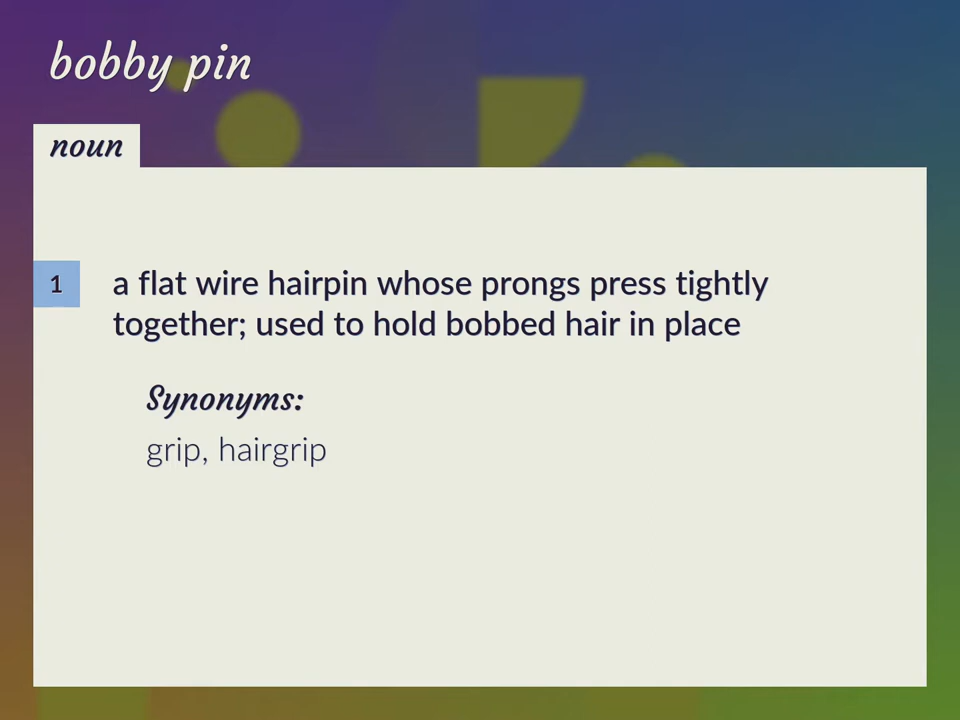 bobby pin
noun
1
a flat wire hairpin whose prongs press tightly
together; used to hold bobbed hair in place
Synonyms:
grip, hairgrip